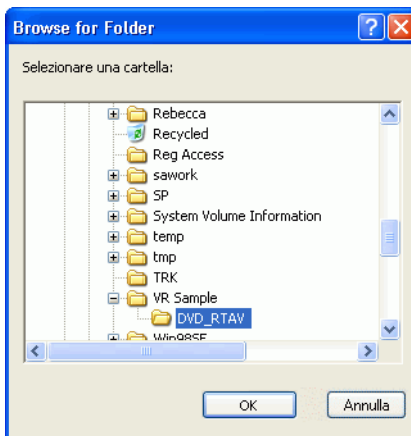 Browse for Folder
Selezionare una cartella:
Rebecca
Recycled
Reg Access
sawork
SP
System Volume Information
temp
tmp
TRK
VR Sample
DVD_RTAV
Win98SE
OK
Annulla